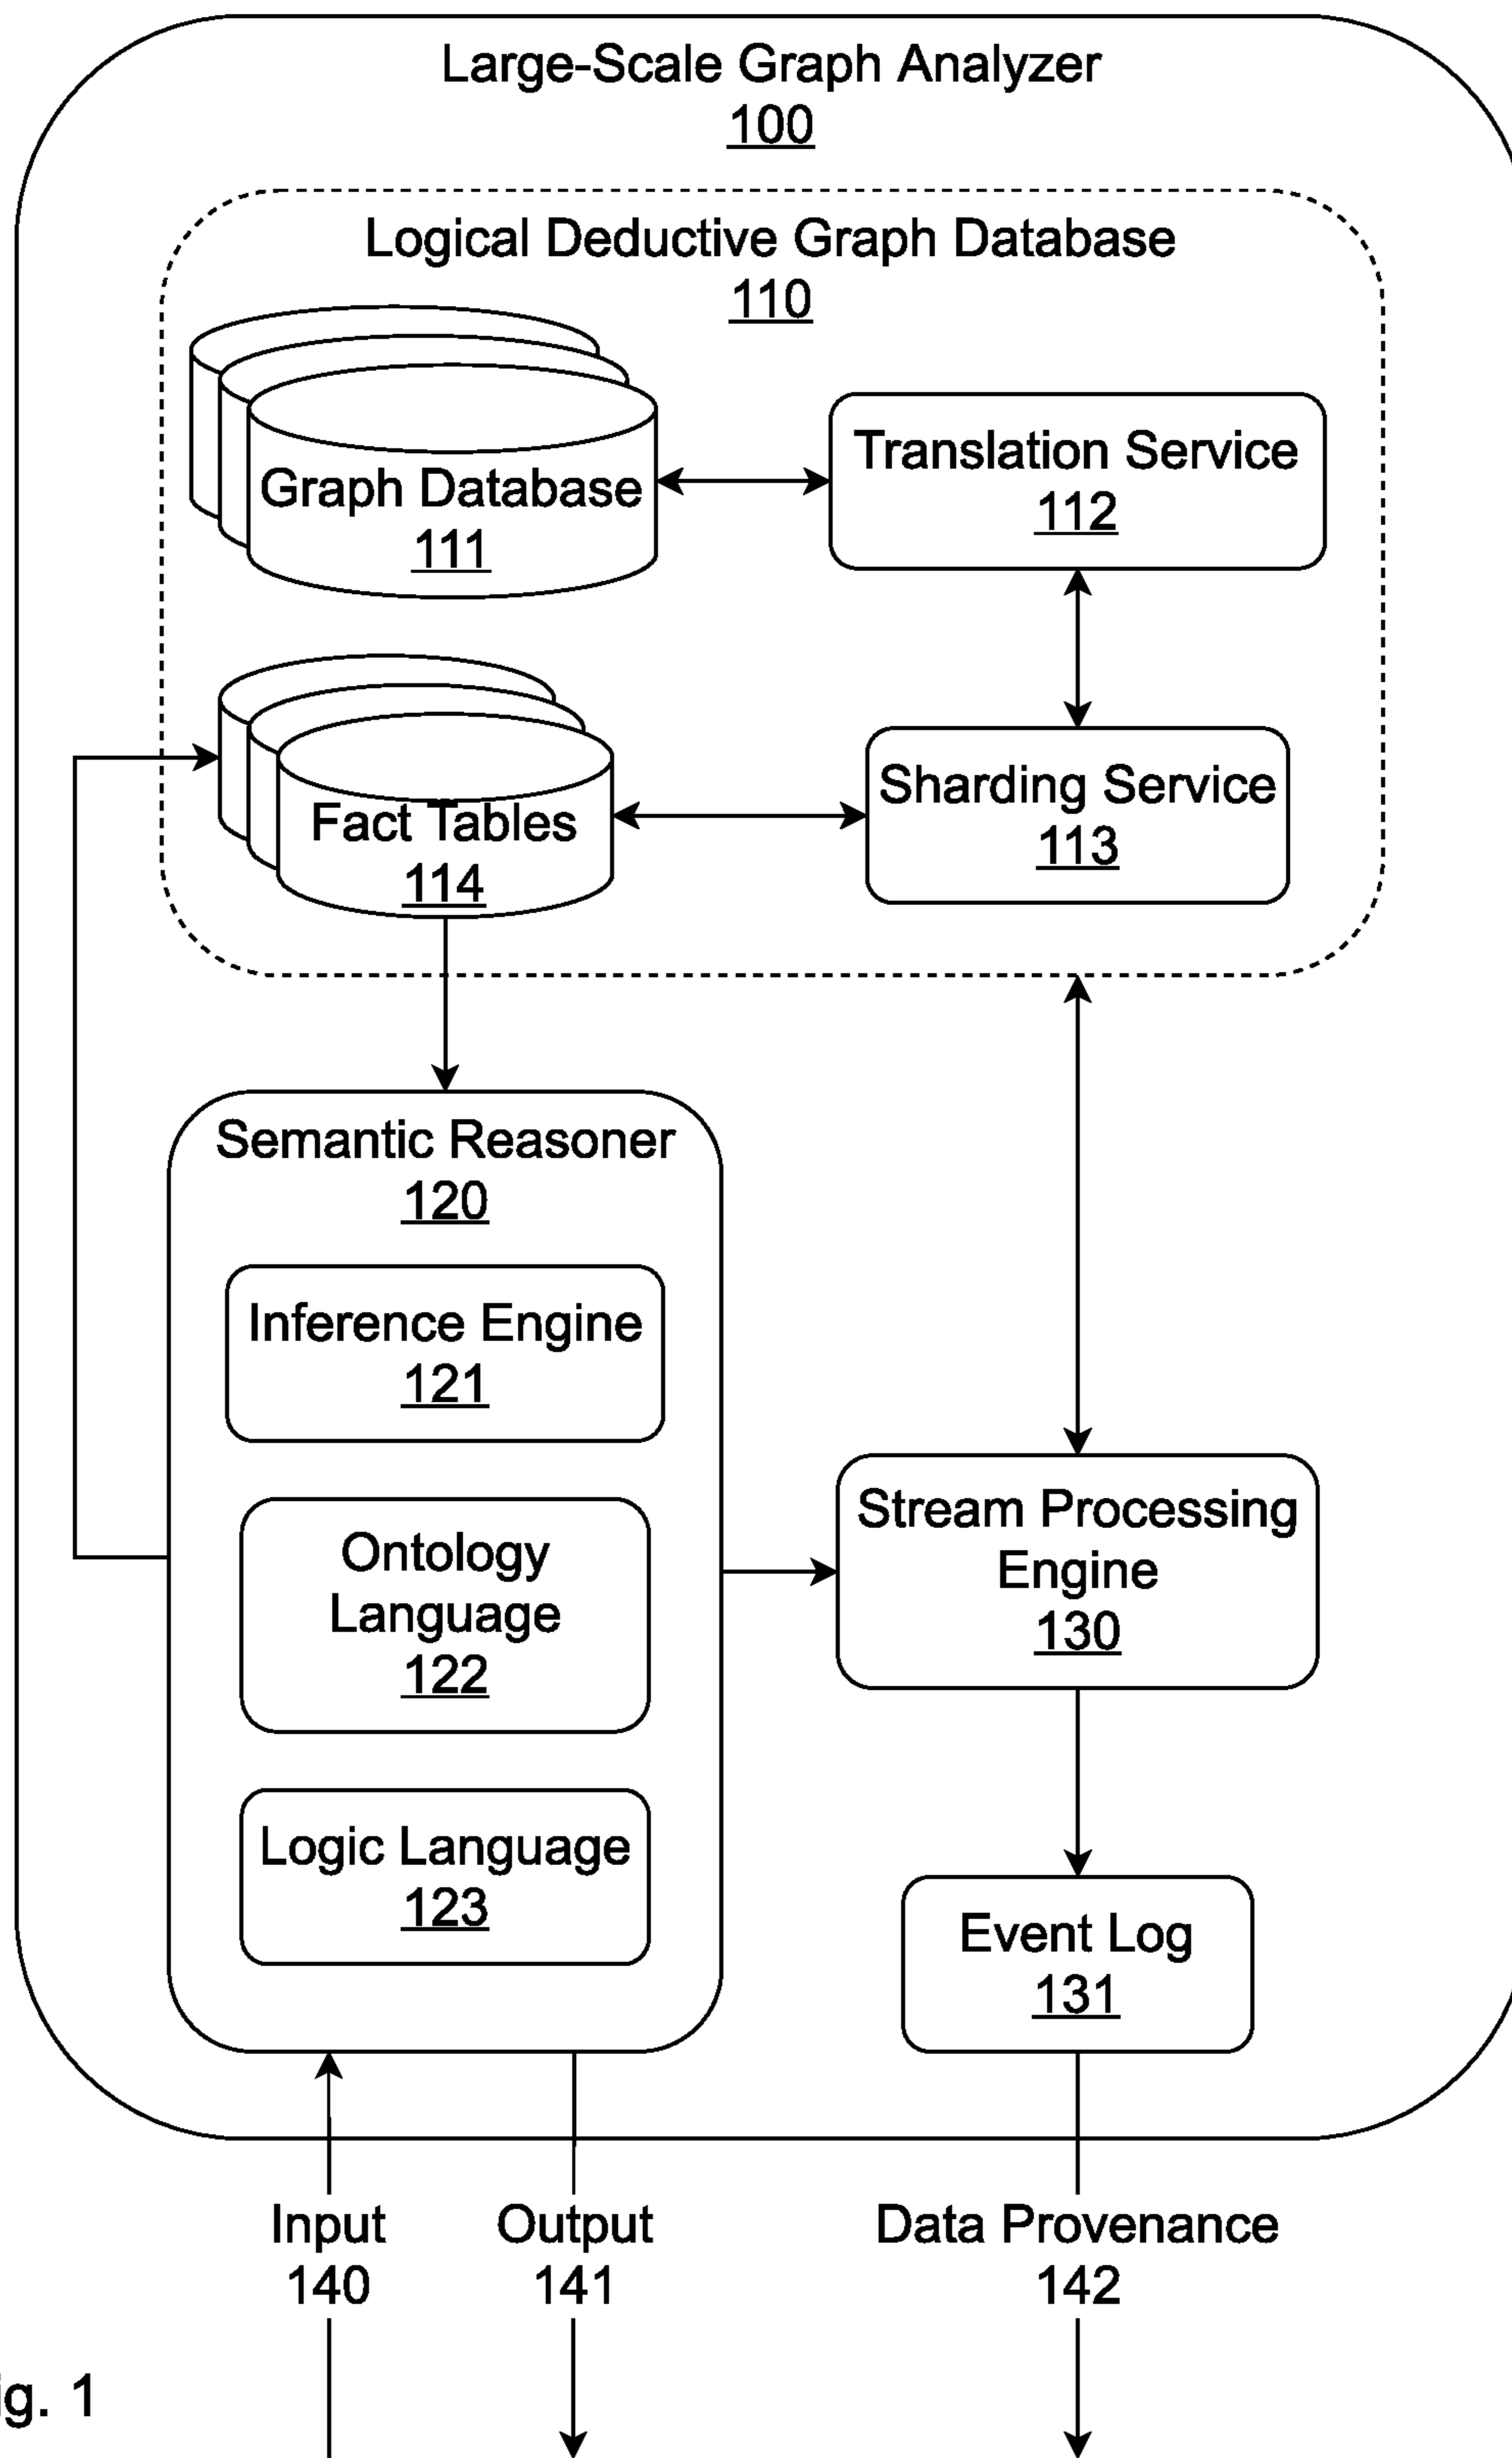 Large-Scale Graph Analyzer
100
Logical Deductive Graph Database
110
Graph Database
111
Translation Service
112
Fact Tables
114
Sharding Service
113
Semantic Reasoner
120
Inference Engine
121
Ontology
Language
122
Logic Language
123
Stream Processing
Engine
130
Event Log
131
Input
140
Output
141
Data Provenance
142
ig. 1